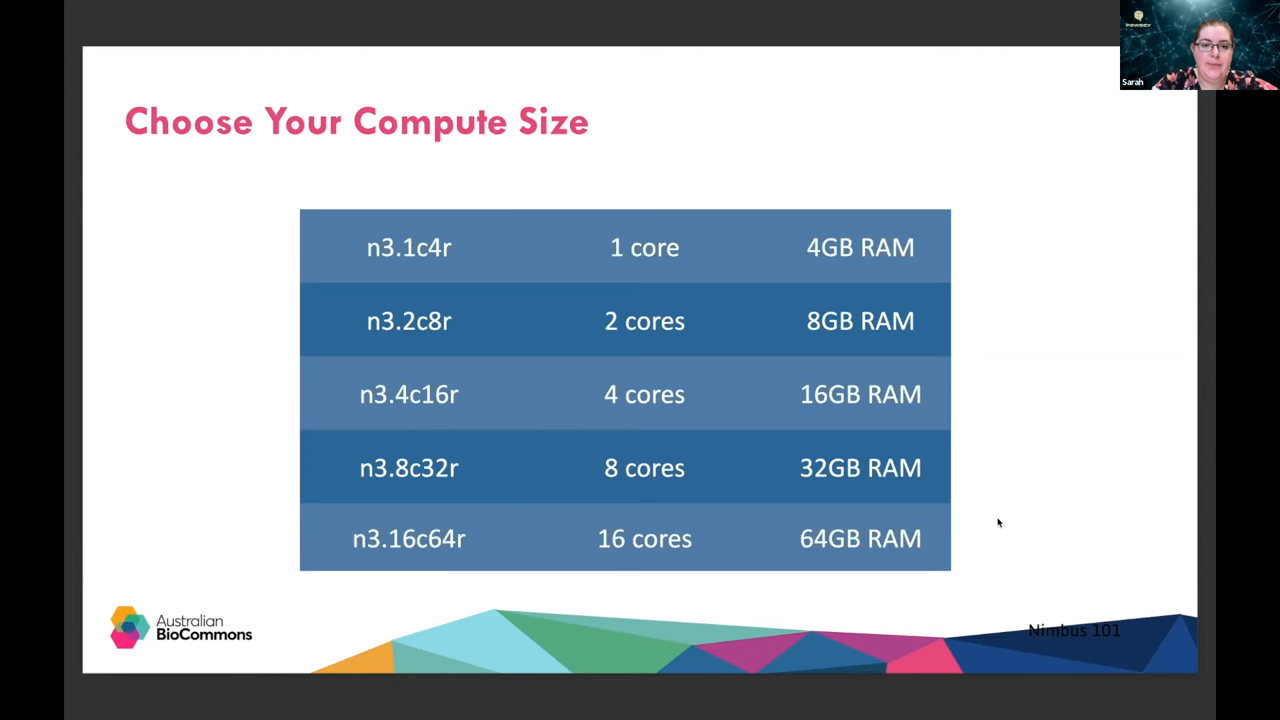 PAWSEY
Sarah
Choose Your Compute Size
n3.1c4r 1 core 4GB RAM
n3.2c8r 2 cores 8GB RAM
n3.4c16r 4 cores 16GB RAM
n3.8c32r 8 cores 32GB RAM
n3.16c64r 16 cores 64GB RAM
Australian
BioCommons
Nimbus 101